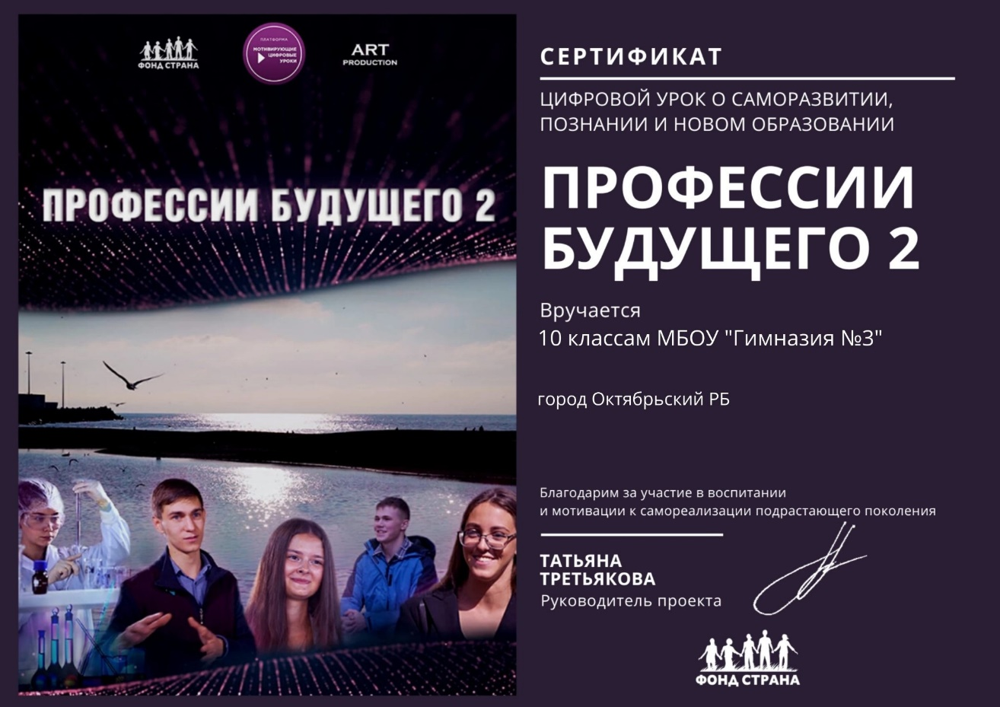 ФОНД СТРАНА
ПЛАТФОРМА
МОТИВИРУЮЩИЕ
ЦИФРОВЫЕ
УРОКИ
ART
PRODUCTION
ПРОФЕССИИ БУДУЩЕГО 2
СЕРТИФИКАТ
ЦИФРОВОЙ УРОК О САМОРАЗВИТИИ,
ПОЗНАНИИ И НОВОМ ОБРАЗОВАНИИ
ПРОФЕССИИ
БУДУЩЕГО 2
Вручается
10 классам МБОУ "Гимназия №3"
город Октябрьский РБ
Благодарим за участие в воспитании
и мотивации к самореализации подрастающего поколения
ТАТЬЯНА
ТРЕТЬЯКОВА
Руководитель проекта
ФОНД СТРАНА